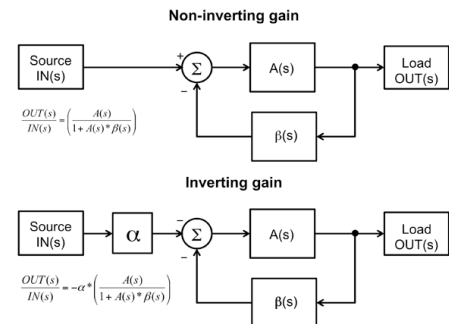 Non-inverting gain
Source
IN(s)
+
−
Σ
A(s)
Load
OUT(s)
β(s)
OUT(s)/IN(s) = (A(s)/(1 + A(s)*β(s)))
Inverting gain
Source
IN(s)
α
−
−
Σ
A(s)
Load
OUT(s)
β(s)
OUT(s)/IN(s) = −α*(A(s)/(1 + A(s)*β(s)))